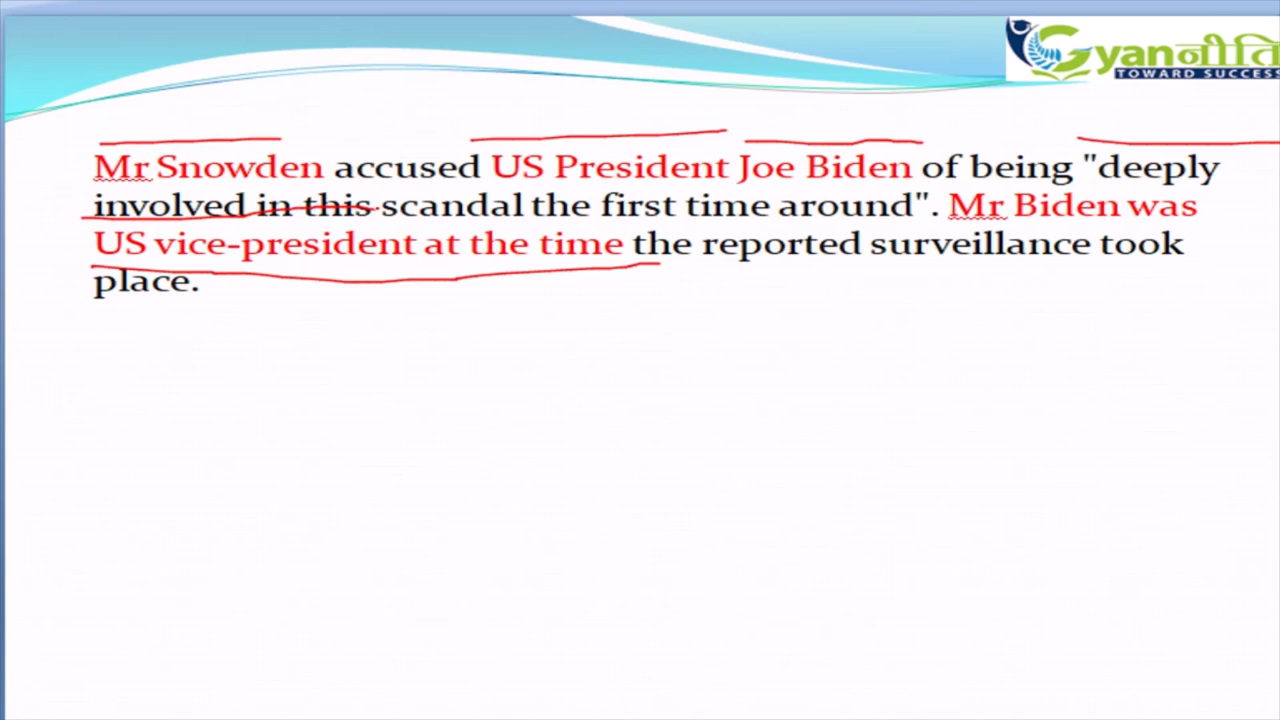 Gyanनीति
TOWARD SUCCESS
Mr Snowden accused US President Joe Biden of being "deeply
involved in this scandal the first time around". Mr Biden was
US vice-president at the time the reported surveillance took
place.